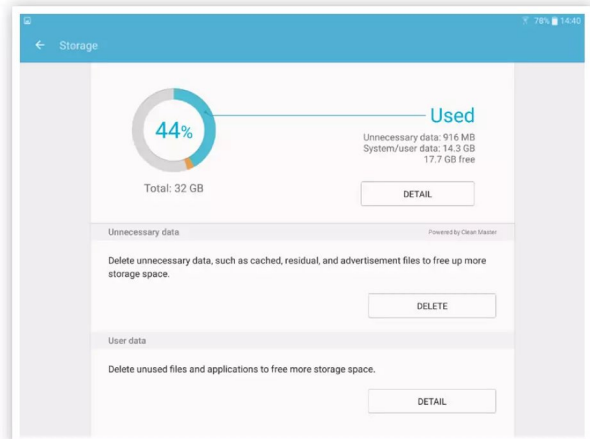 78% 14:40
Storage
44%
Total: 32 GB
Used
Unnecessary data: 916 MB
System/user data: 14.3 GB
17.7 GB free
DETAIL
Unnecessary data
Powered by Clean Master
Delete unnecessary data, such as cached, residual, and advertisement files to free up more
storage space.
DELETE
User data
Delete unused files and applications to free more storage space.
DETAIL